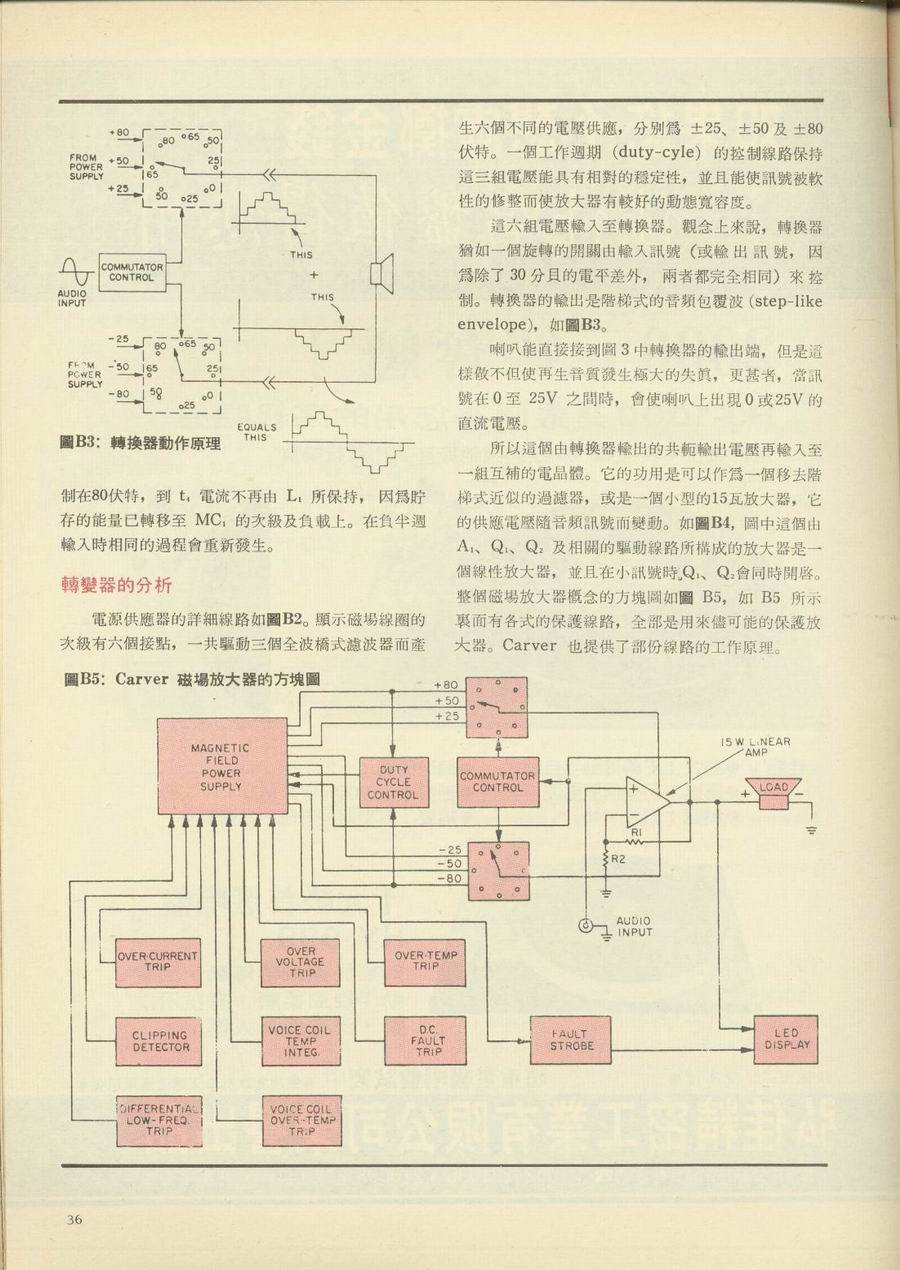 +80
80
65
50
FROM
POWER
SUPPLY
+50
65
25
+25
50
25
0
COMMUTATOR
CONTROL
AUDIO
INPUT
THIS
+
THIS
-25
80
65
50
POWER
SUPPLY
-50
65
25
-80
50
25
0
EQUALS
THIS
圖B3：轉換器動作原理
制在80伏特，到 t₁ 電流不再由 L₁ 所保持， 因爲貯
存的能量已轉移至 MC₁ 的次級及負載上。在負半週
輸入時相同的過程會重新發生。
轉變器的分析
電源供應器的詳細線路如圖B2。顯示磁場線圈的
次級有六個接點，一共驅動三個全波橋式濾波器而產
生六個不同的電壓供應，分別爲 ±25、±50 及 ±80
伏特。一個工作週期 (duty-cyle) 的控制線路保持
這三組電壓能具有相對的穩定性，並且能使訊號被軟
性的修整而使放大器有較好的動態寬容度。
這六組電壓輸入至轉換器。觀念上來說，轉換器
猶如一個旋轉的開關由輸入訊號（或輸出訊號，因
爲除了 30 分貝的電平差外， 兩者都完全相同）來控
制。轉換器的輸出是階梯式的音頻包覆波 (step-like
envelope)，如圖B3。
喇叭能直接接到圖 3 中轉換器的輸出端，但是這
樣做不但使再生音質發生極大的失眞，更甚者，當訊
號在 0 至 25V 之間時，會使喇叭上出現 0 或25V 的
直流電壓。
所以這個由轉換器輸出的共軛輸出電壓再輸入至
一組互補的電晶體。它的功用是可以作爲一個移去階
梯式近似的過濾器，或是一個小型的15瓦放大器，它
的供應電壓隨音頻訊號而變動。如圖B4，圖中這個由
A₁、Q₁、Q₂ 及相關的驅動線路所構成的放大器是一
個線性放大器，並且在小訊號時，Q₁、Q₂會同時開啓。
整個磁場放大器概念的方塊圖如圖 B5，如 B5 所示
裏面有各式的保護線路，全部是用來儘可能的保護放
大器。Carver 也提供了部份線路的工作原理。
圖B5：Carver 磁場放大器的方塊圖
+80
+50
+25
MAGNETIC
FIELD
POWER
SUPPLY
DUTY
CYCLE
CONTROL
COMMUTATOR
CONTROL
15 W LINEAR
AMP
+
-
R1
R2
+
LOAD
-
-25
-50
-80
AUDIO
INPUT
OVER-CURRENT
TRIP
OVER
VOLTAGE
TRIP
OVER-TEMP
TRIP
CLIPPING
DETECTOR
VOICE COIL
TEMP
INTEG.
D.C.
FAULT
TRIP
FAULT
STROBE
LED
DISPLAY
DIFFERENTIAL
LOW-FREQ.
TRIP
VOICE COIL
OVER-TEMP
TRIP
36